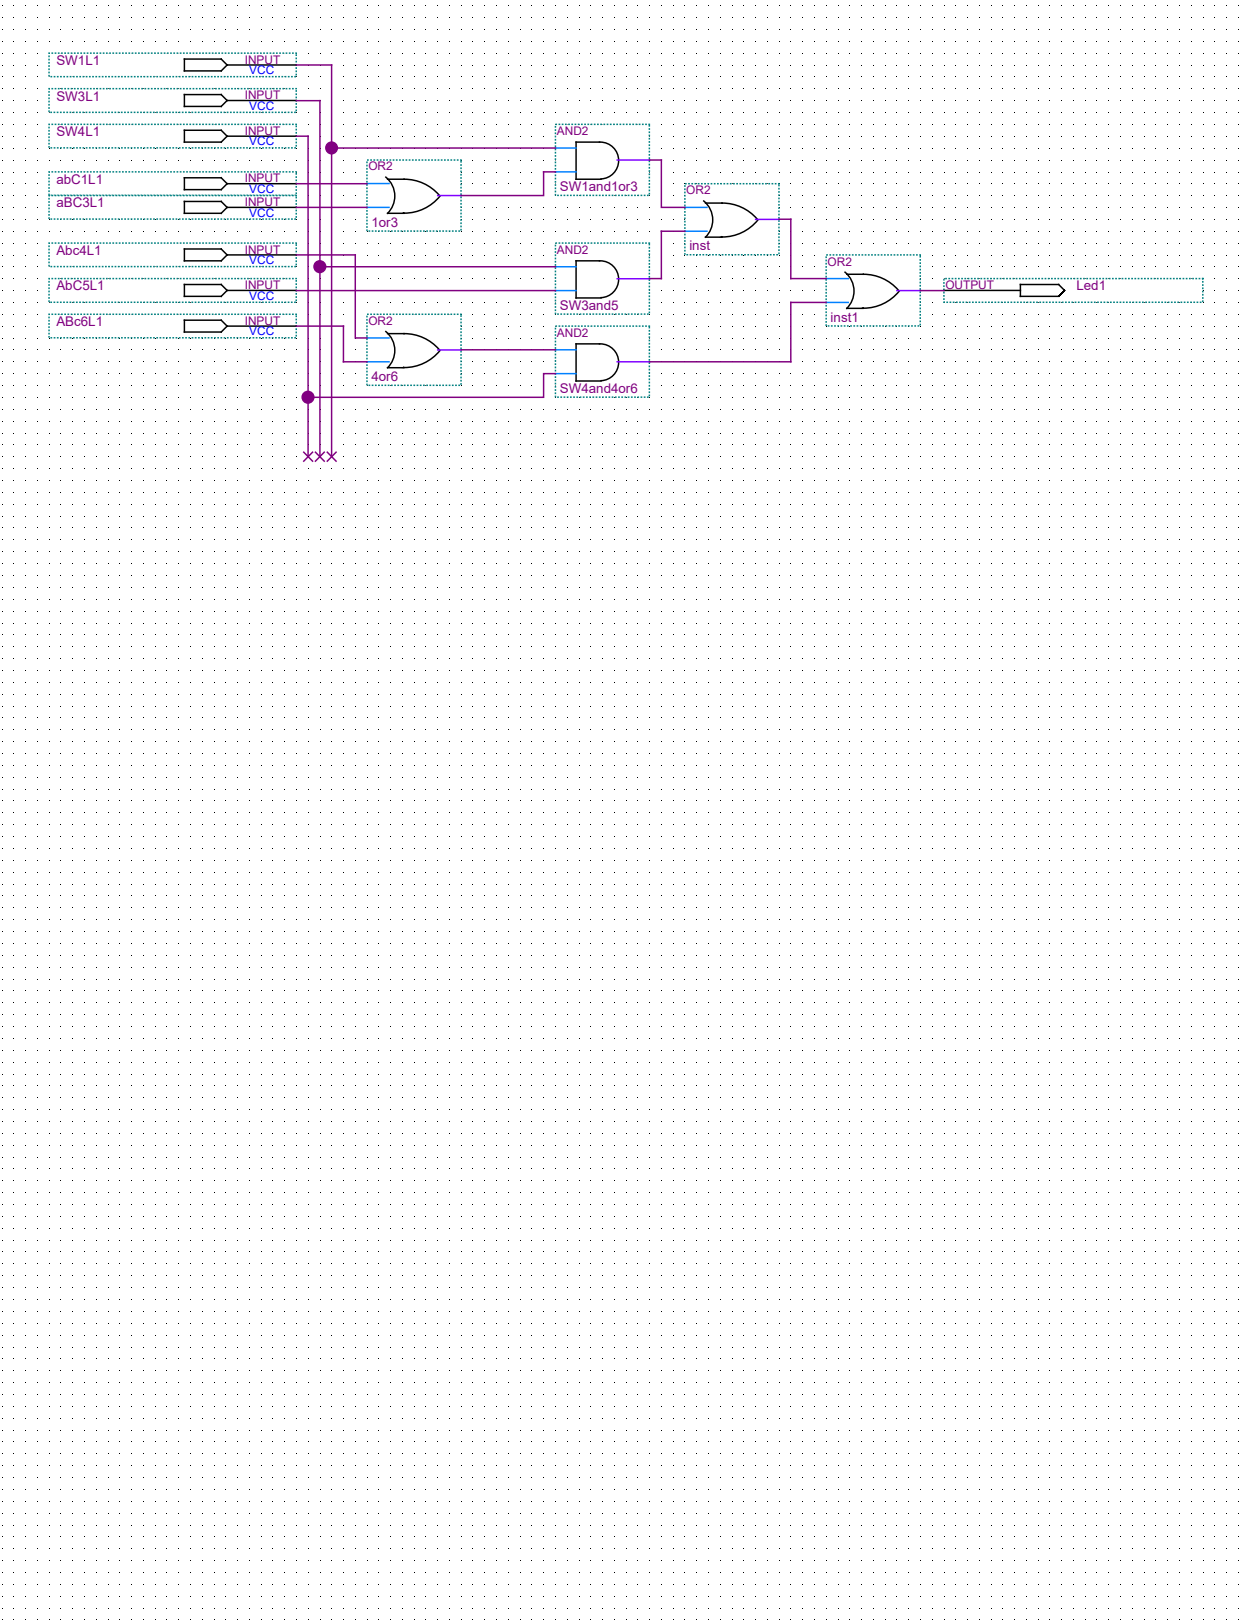 SW1L1 INPUT
VCC
SW3L1 INPUT
VCC
SW4L1 INPUT
VCC
abC1L1 INPUT
VCC
aBC3L1 INPUT
VCC
Abc4L1 INPUT
VCC
AbC5L1 INPUT
VCC
ABc6L1 INPUT
VCC
OR2
1or3
OR2
4or6
AND2
SW1and1or3
AND2
SW3and5
AND2
SW4and4or6
OR2
inst
OR2
inst1
OUTPUT Led1